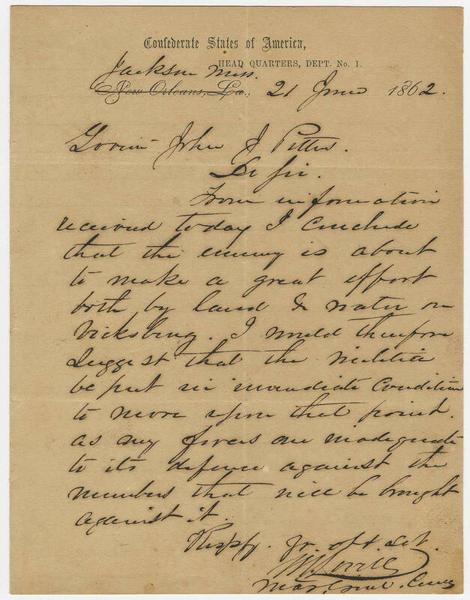 Confederate States of America,
HEAD QUARTERS, DEPT. No. 1.
Jackson Miss.
New Orleans, La., 21 June 1862.
John J Pettus.
Dr Sir.
From information
received today I conclude
that the enemy is about
to make a great effort
both by land & water on
Vicksburg. I would therefore
suggest that the militia
be put in immediate condition
to move upon that point.
as my forces are inadequate
to its defence against the
numbers that will be brought
against it.
Respy. yr. obt. svt.
M. Lovell
Maj. Genl. Comg